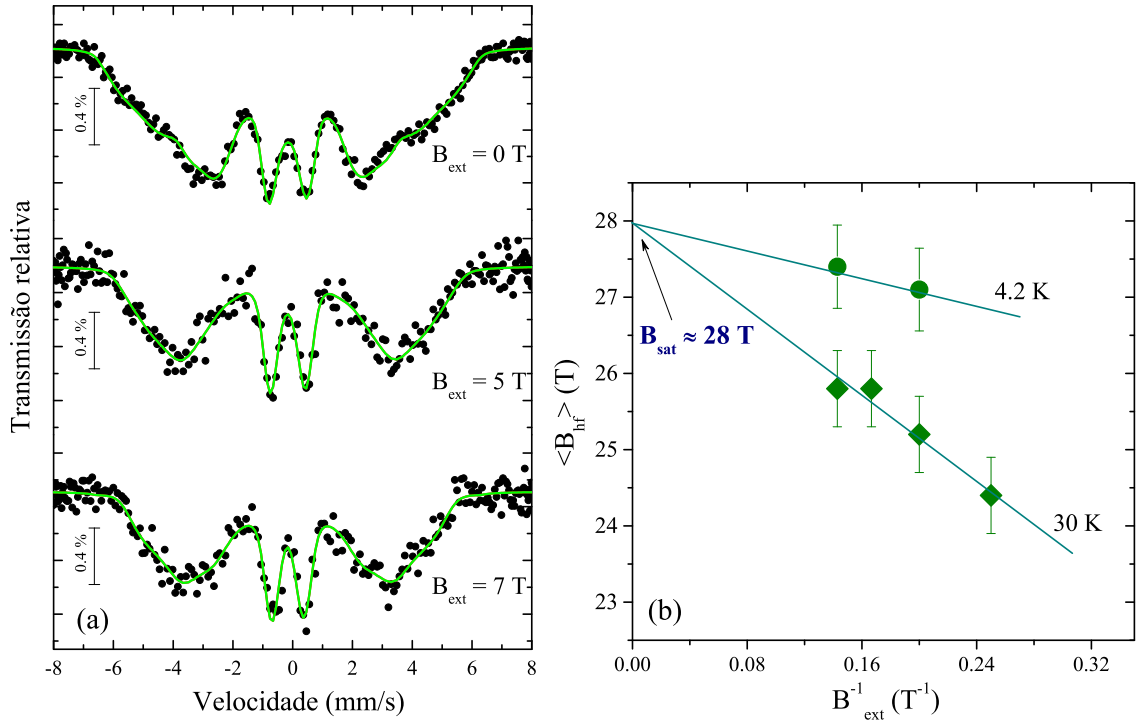 Transmissão relativa
0.4 %
B_ext = 0 T
0.4 %
B_ext = 5 T
0.4 %
B_ext = 7 T
(a)
-8 -6 -4 -2 0 2 4 6 8
Velocidade (mm/s)
<B_hf> (T)
28
27
26
25
24
23
4.2 K
B_sat ≈ 28 T
30 K
(b)
0.00 0.08 0.16 0.24 0.32
B^-1_ext (T^-1)